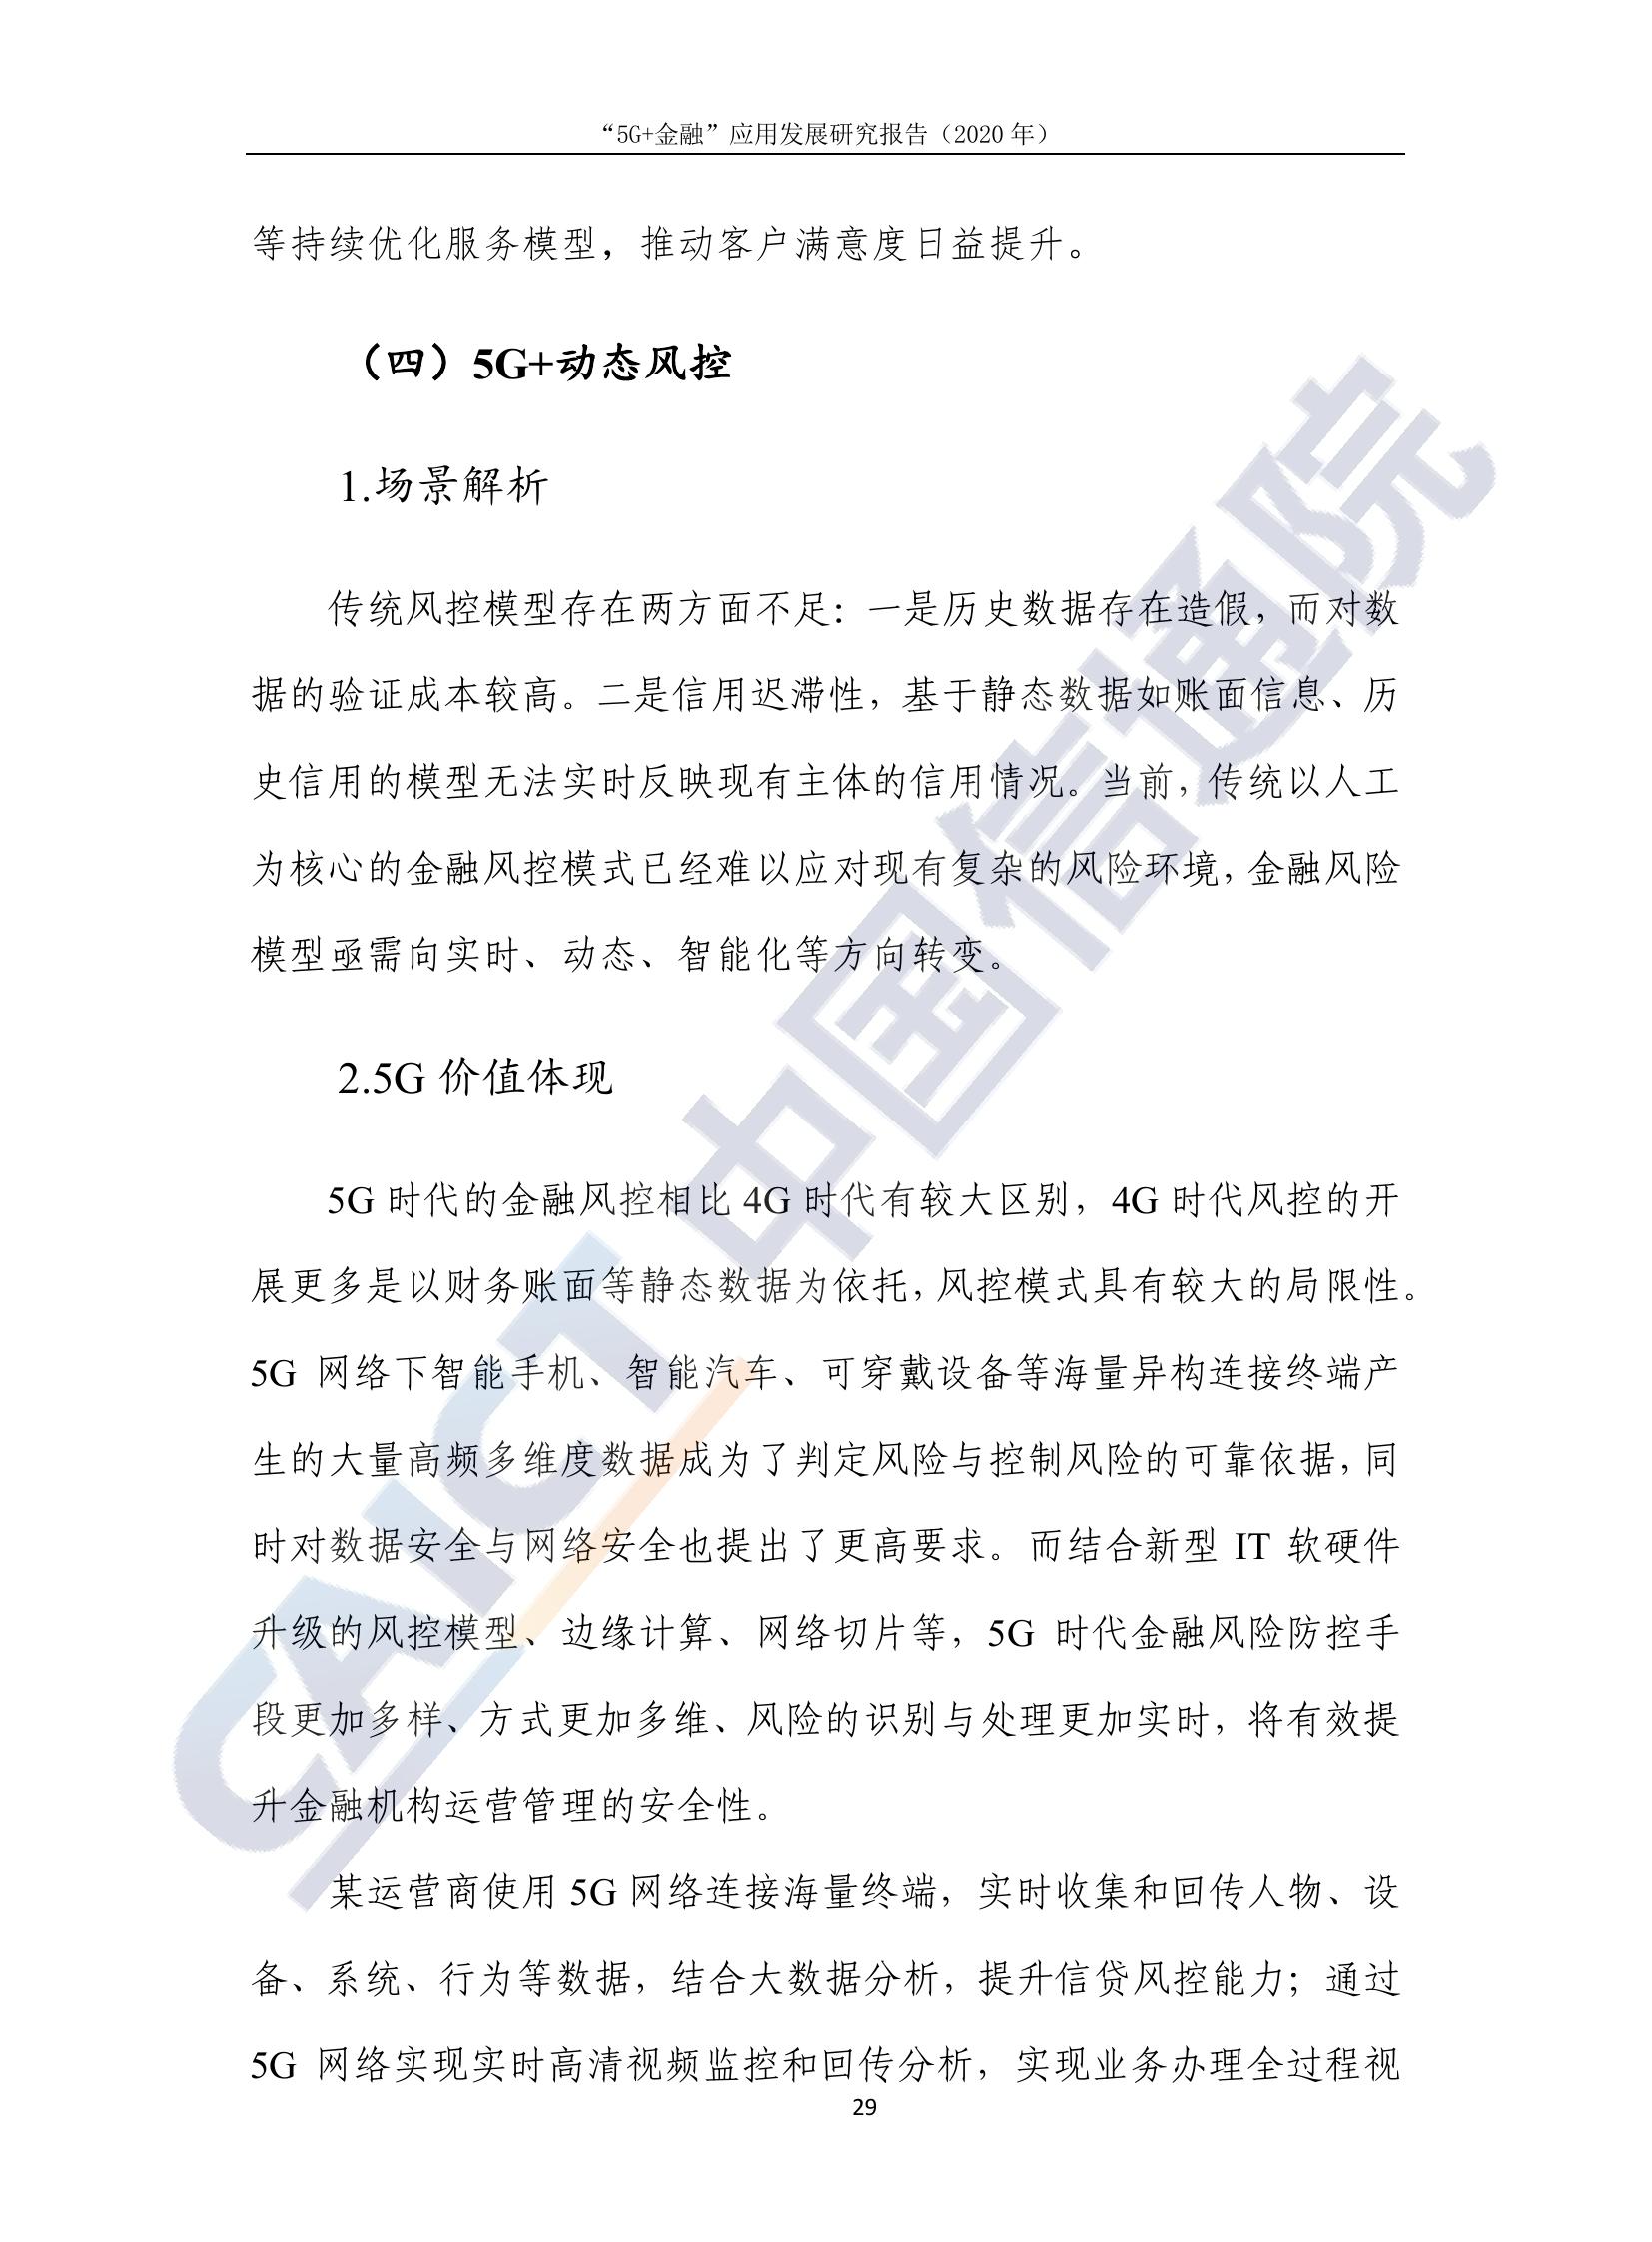 “5G+金融”应用发展研究报告（2020 年）
等持续优化服务模型，推动客户满意度日益提升。
（四）5G+动态风控
1.场景解析
传统风控模型存在两方面不足：一是历史数据存在造假，而对数
据的验证成本较高。二是信用迟滞性，基于静态数据如账面信息、历
史信用的模型无法实时反映现有主体的信用情况。当前，传统以人工
为核心的金融风控模式已经难以应对现有复杂的风险环境，金融风险
模型亟需向实时、动态、智能化等方向转变。
2.5G 价值体现
5G 时代的金融风控相比 4G 时代有较大区别，4G 时代风控的开
展更多是以财务账面等静态数据为依托，风控模式具有较大的局限性。
5G 网络下智能手机、智能汽车、可穿戴设备等海量异构连接终端产
生的大量高频多维度数据成为了判定风险与控制风险的可靠依据，同
时对数据安全与网络安全也提出了更高要求。而结合新型 IT 软硬件
升级的风控模型、边缘计算、网络切片等，5G 时代金融风险防控手
段更加多样、方式更加多维、风险的识别与处理更加实时，将有效提
升金融机构运营管理的安全性。
某运营商使用 5G 网络连接海量终端，实时收集和回传人物、设
备、系统、行为等数据，结合大数据分析，提升信贷风控能力；通过
5G 网络实现实时高清视频监控和回传分析，实现业务办理全过程视
29
CAICT 中国信通院